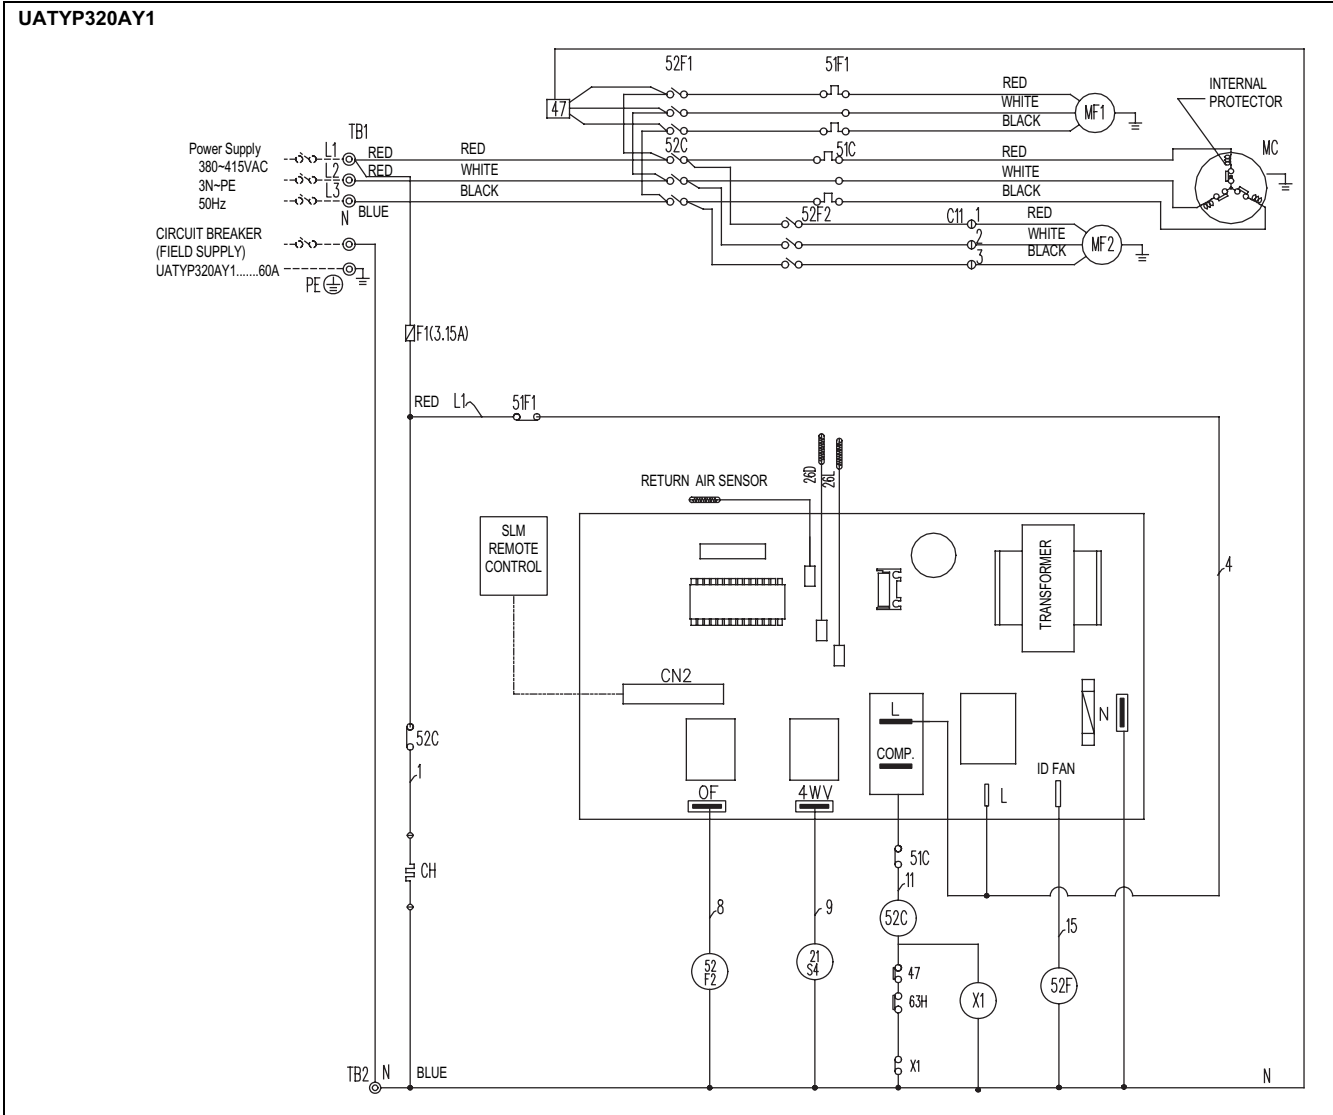 UATYP320AY1
52F1
51F1
RED
WHITE
BLACK
47
MF1
INTERNAL
PROTECTOR
MC
TB1
Power Supply
380~415VAC
3N~PE
50Hz
L1
L2
L3
N
RED
RED
BLUE
RED
WHITE
BLACK
52C
51C
RED
WHITE
BLACK
52F2
C11
1
2
3
RED
WHITE
BLACK
MF2
CIRCUIT BREAKER
(FIELD SUPPLY)
UATYP320AY1.......60A
PE
F1(3.15A)
RED
L1
51F1
26D
26L
RETURN AIR SENSOR
SLM
REMOTE
CONTROL
TRANSFORMER
4
CN2
L
COMP.
N
52C
1
OF
4WV
L
ID FAN
CH
51C
11
8
9
52C
15
52
F2
21
S4
47
63H
X1
52F
X1
TB2
N
BLUE
N